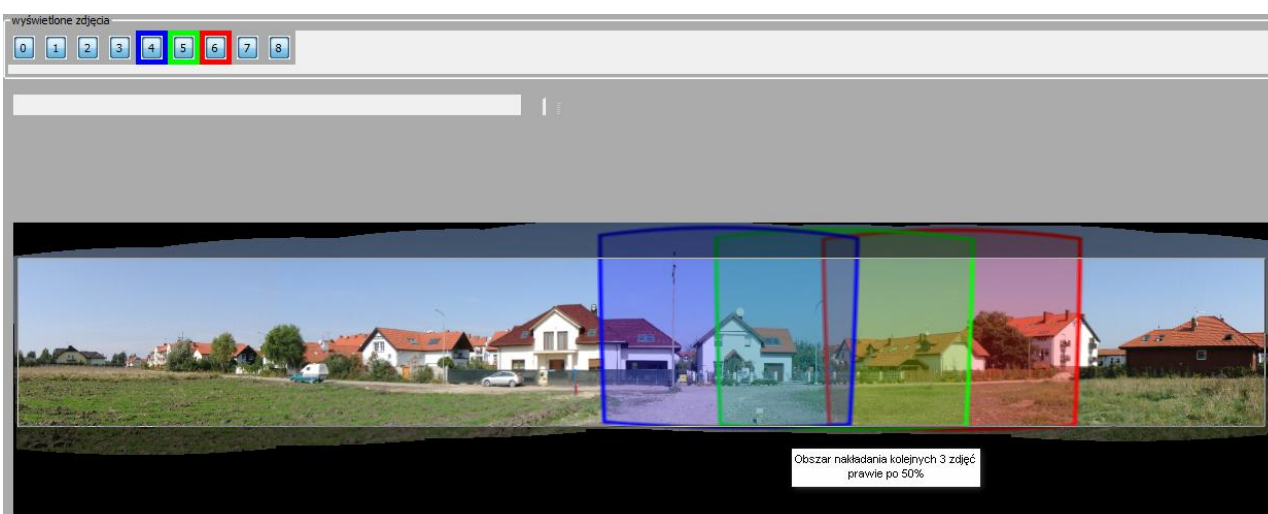 wyświetlone zdjęcia
0 1 2 3 4 5 6 7 8
Obszar nakładania kolejnych 3 zdjęć
prawie po 50%